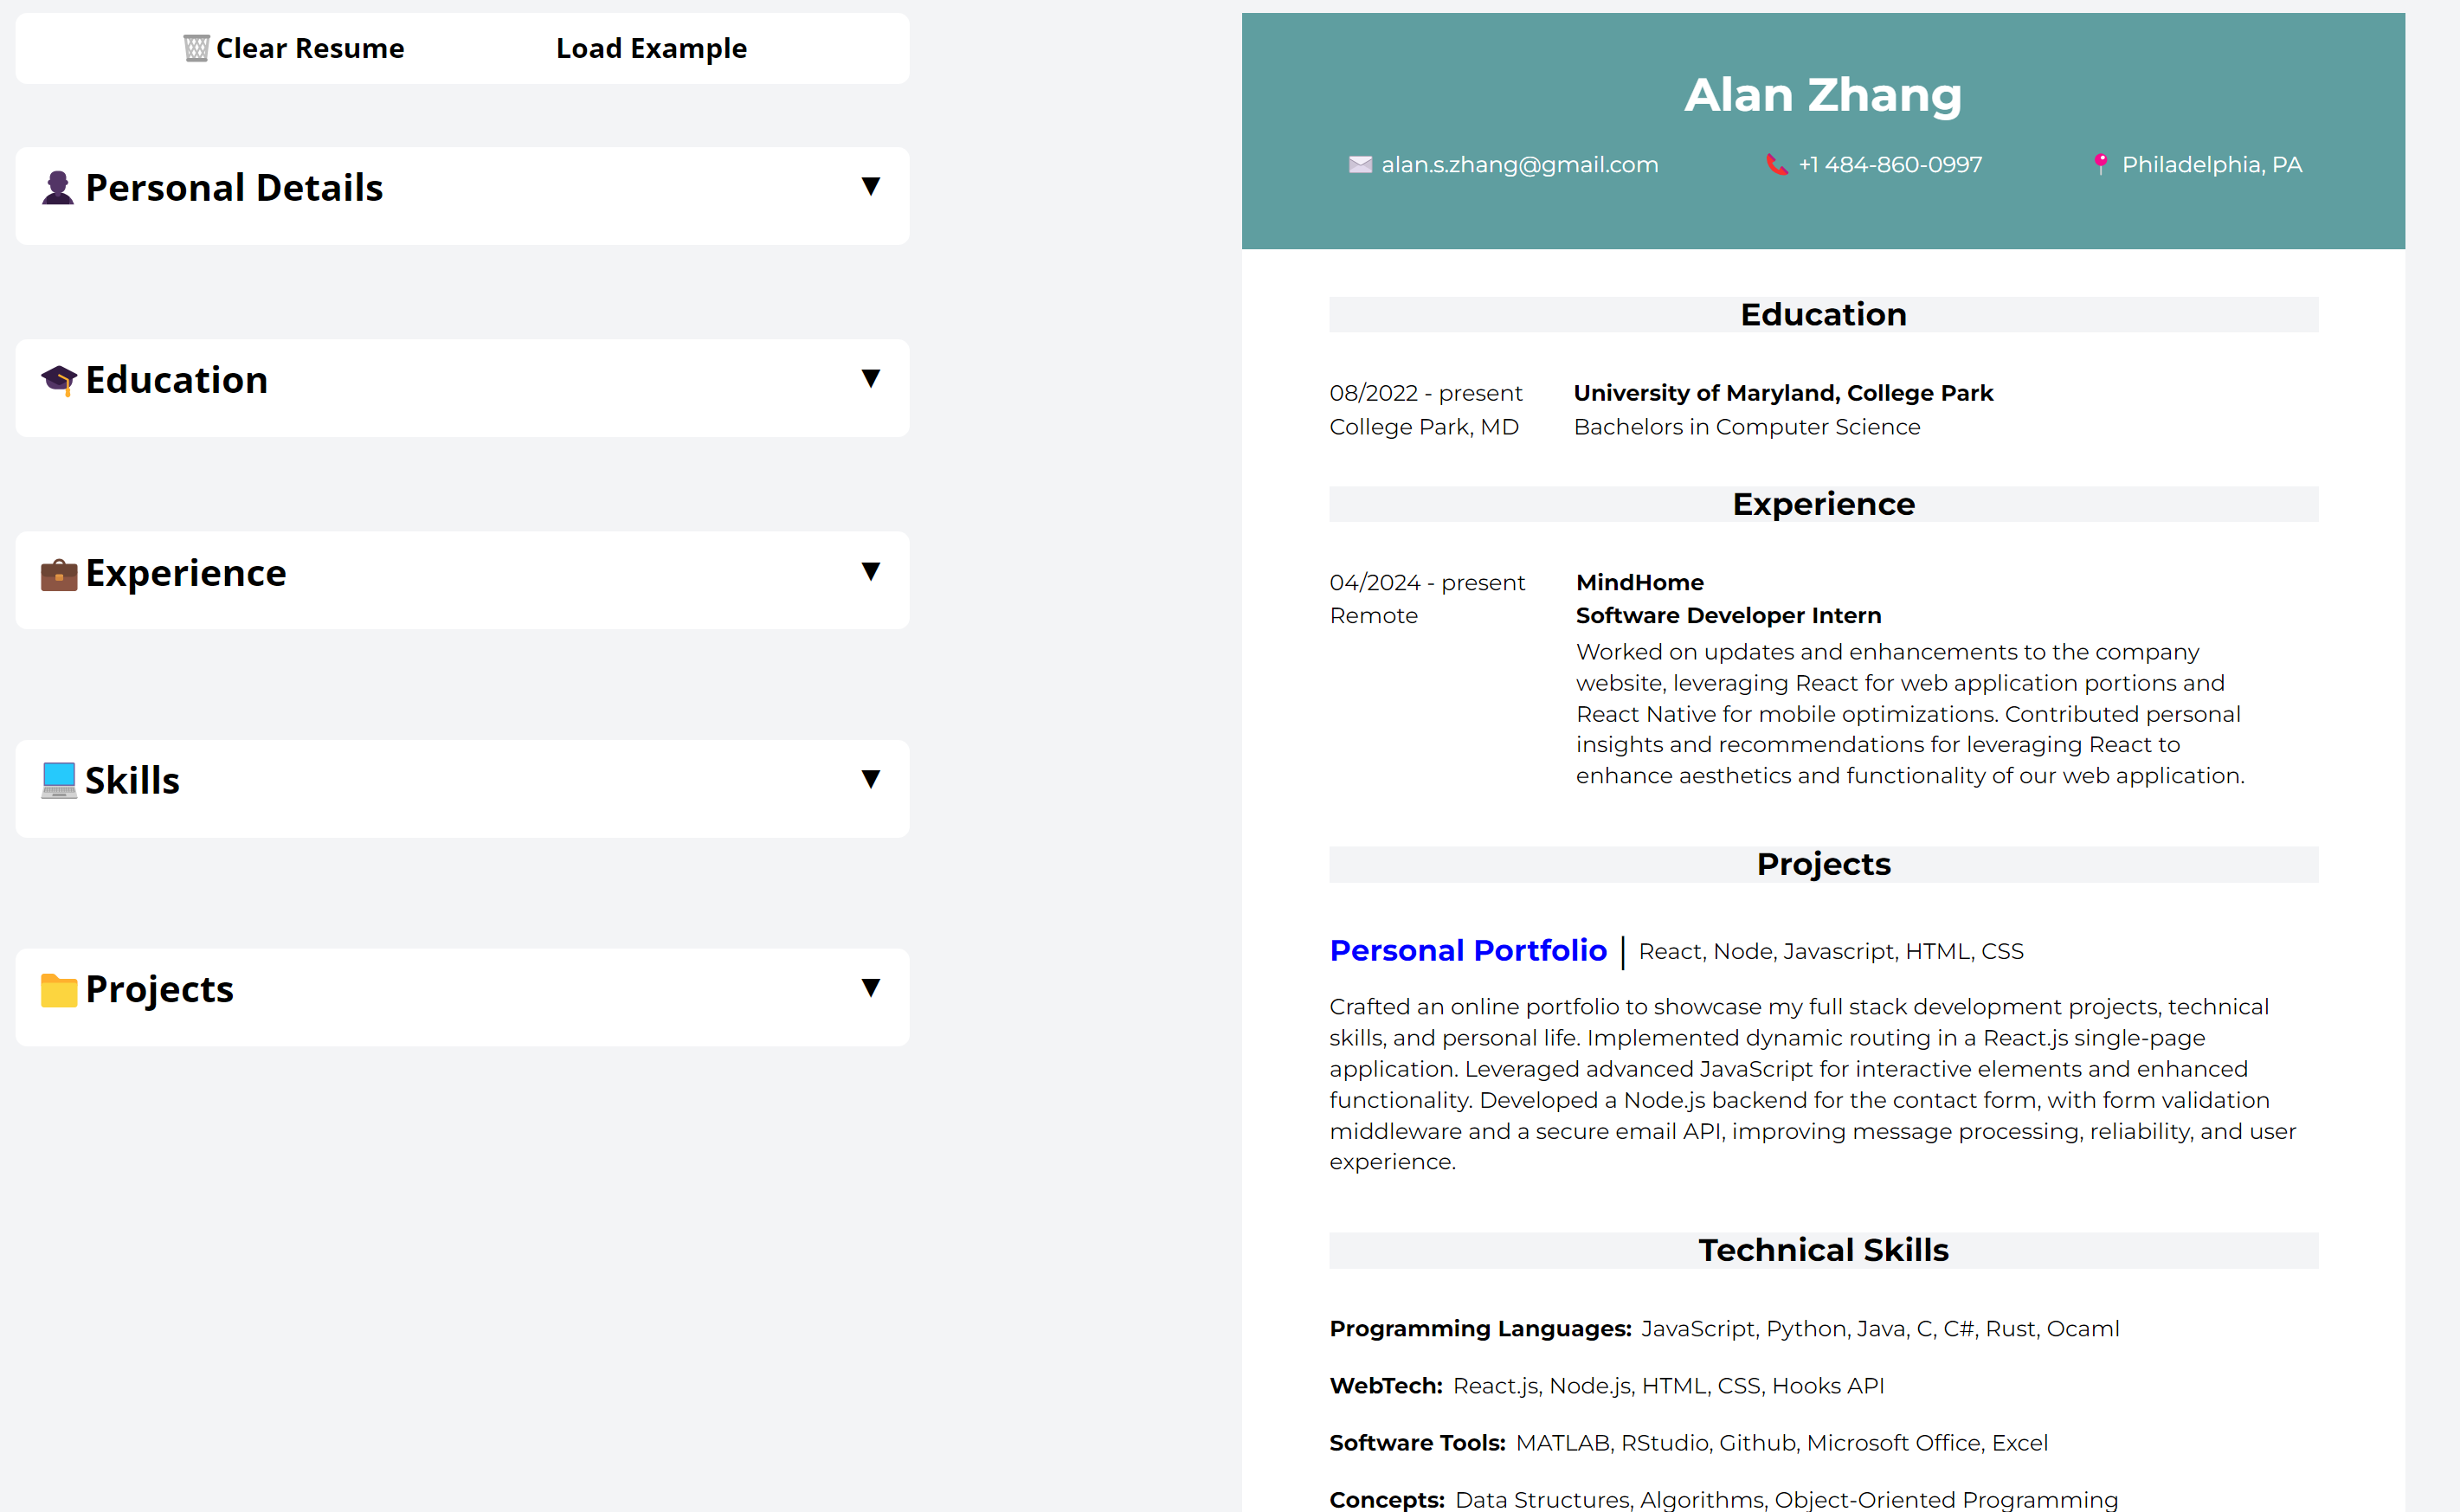 Clear Resume
Load Example
Personal Details
Education
Experience
Skills
Projects
Alan Zhang
alan.s.zhang@gmail.com +1 484-860-0997 Philadelphia, PA
Education
08/2022 - present University of Maryland, College Park
College Park, MD Bachelors in Computer Science
Experience
04/2024 - present MindHome
Remote Software Developer Intern
Worked on updates and enhancements to the company
website, leveraging React for web application portions and
React Native for mobile optimizations. Contributed personal
insights and recommendations for leveraging React to
enhance aesthetics and functionality of our web application.
Projects
Personal Portfolio | React, Node, Javascript, HTML, CSS
Crafted an online portfolio to showcase my full stack development projects, technical
skills, and personal life. Implemented dynamic routing in a React.js single-page
application. Leveraged advanced JavaScript for interactive elements and enhanced
functionality. Developed a Node.js backend for the contact form, with form validation
middleware and a secure email API, improving message processing, reliability, and user
experience.
Technical Skills
Programming Languages: JavaScript, Python, Java, C, C#, Rust, Ocaml
WebTech: React.js, Node.js, HTML, CSS, Hooks API
Software Tools: MATLAB, RStudio, Github, Microsoft Office, Excel
Concepts: Data Structures, Algorithms, Object-Oriented Programming